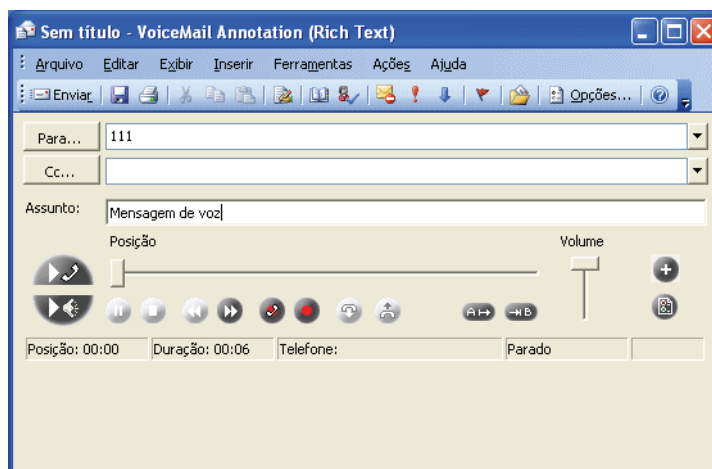 Sem título - VoiceMail Annotation (Rich Text)
Arquivo Editar Exibir Inserir Ferramentas Ações Ajuda
Enviar Opções...
Para... 111
Cc...
Assunto: Mensagem de voz
Posição Volume
A B
Posição: 00:00 Duração: 00:06 Telefone: Parado